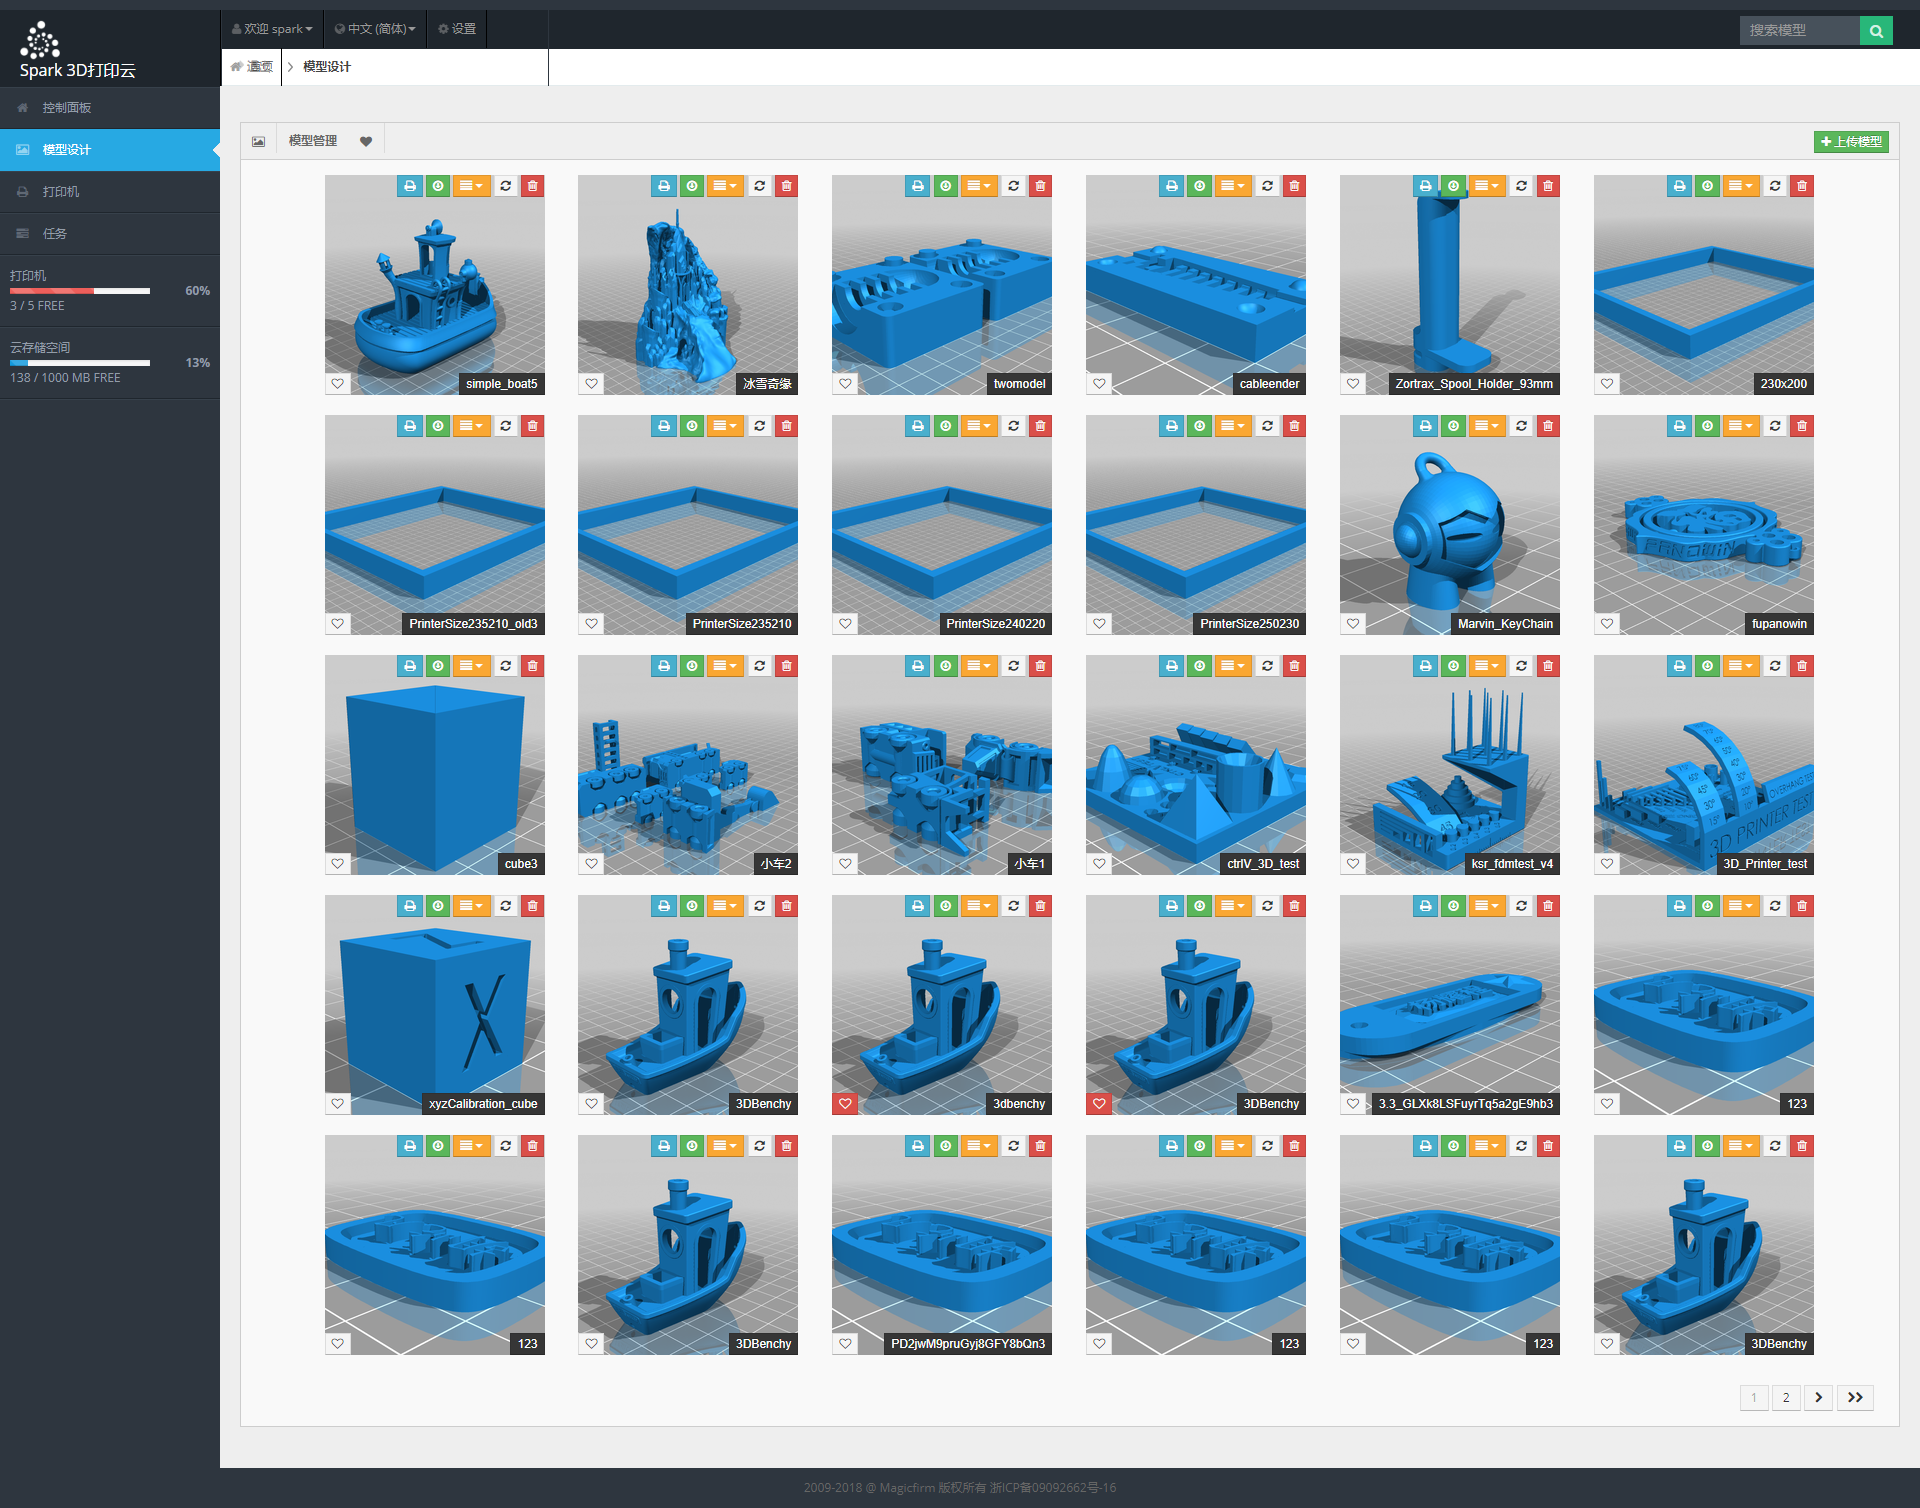 Spark 3D打印云
欢迎 spark
中文 (简体)
设置
搜索模型
模型设计
控制面板
模型设计
打印机
任务
打印机
60%
3 / 5 FREE
云存储空间
13%
138 / 1000 MB FREE
模型管理
上传模型
simple_boat5
冰雪奇缘
twomodel
cableender
Zortrax_Spool_Holder_93mm
230x200
PrinterSize235210_old3
PrinterSize235210
PrinterSize240220
PrinterSize250230
Marvin_KeyChain
fupanowin
cube3
小车2
小车1
ctrlV_3D_test
ksr_fdmtest_v4
3D_Printer_test
xyzCalibration_cube
3DBenchy
3dbenchy
3DBenchy
3.3_GLXk8LSFuyrTq5a2gE9hb3
123
123
3DBenchy
PD2jwM9pruGyj8GFY8bQn3
123
123
3DBenchy
1
2
2009-2018 @ Magicfirm 版权所有 浙ICP备09092662号-16